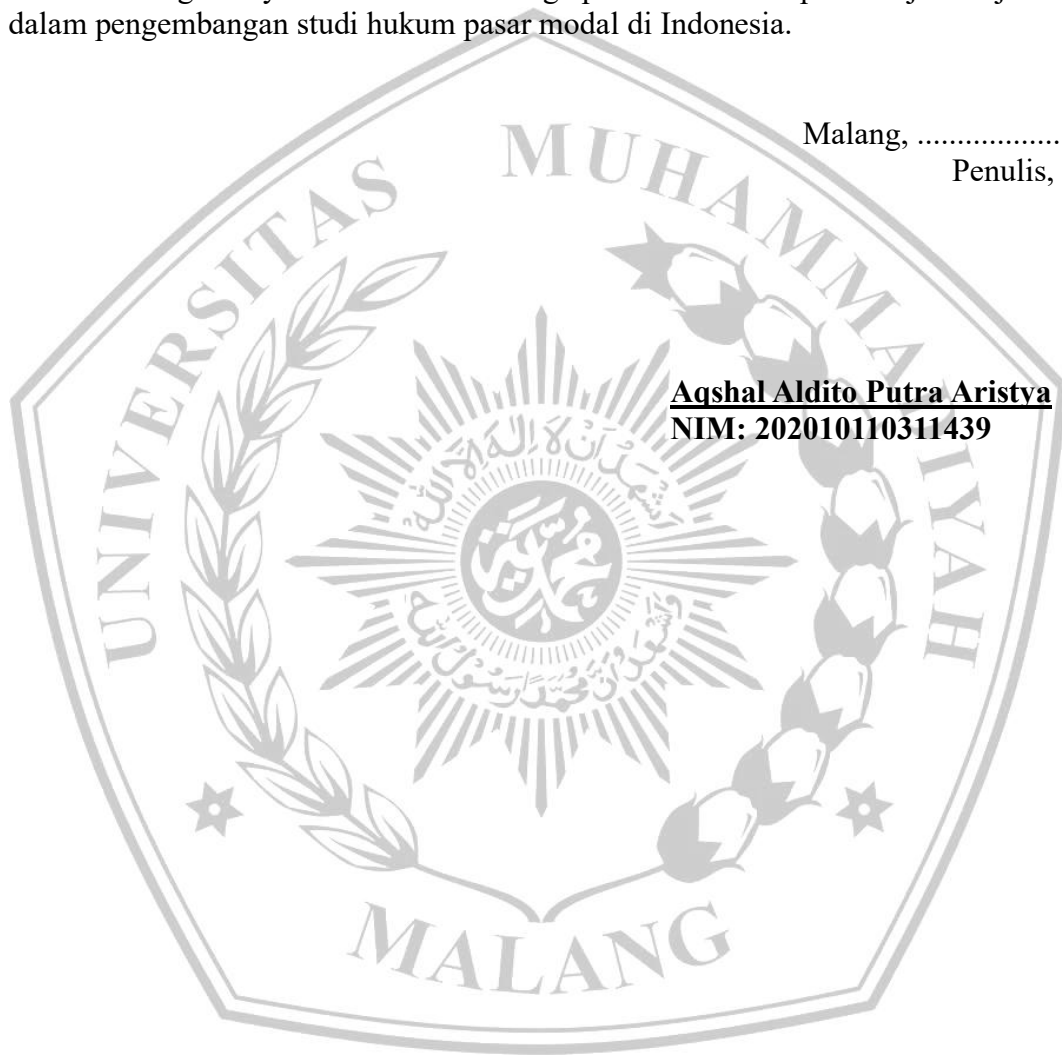 dalam pengembangan studi hukum pasar modal di Indonesia.
Malang, ..................
Penulis,
Aqshal Aldito Putra Aristya
NIM: 202010110311439
UNIVERSITAS MUHAMMADIYAH
MALANG